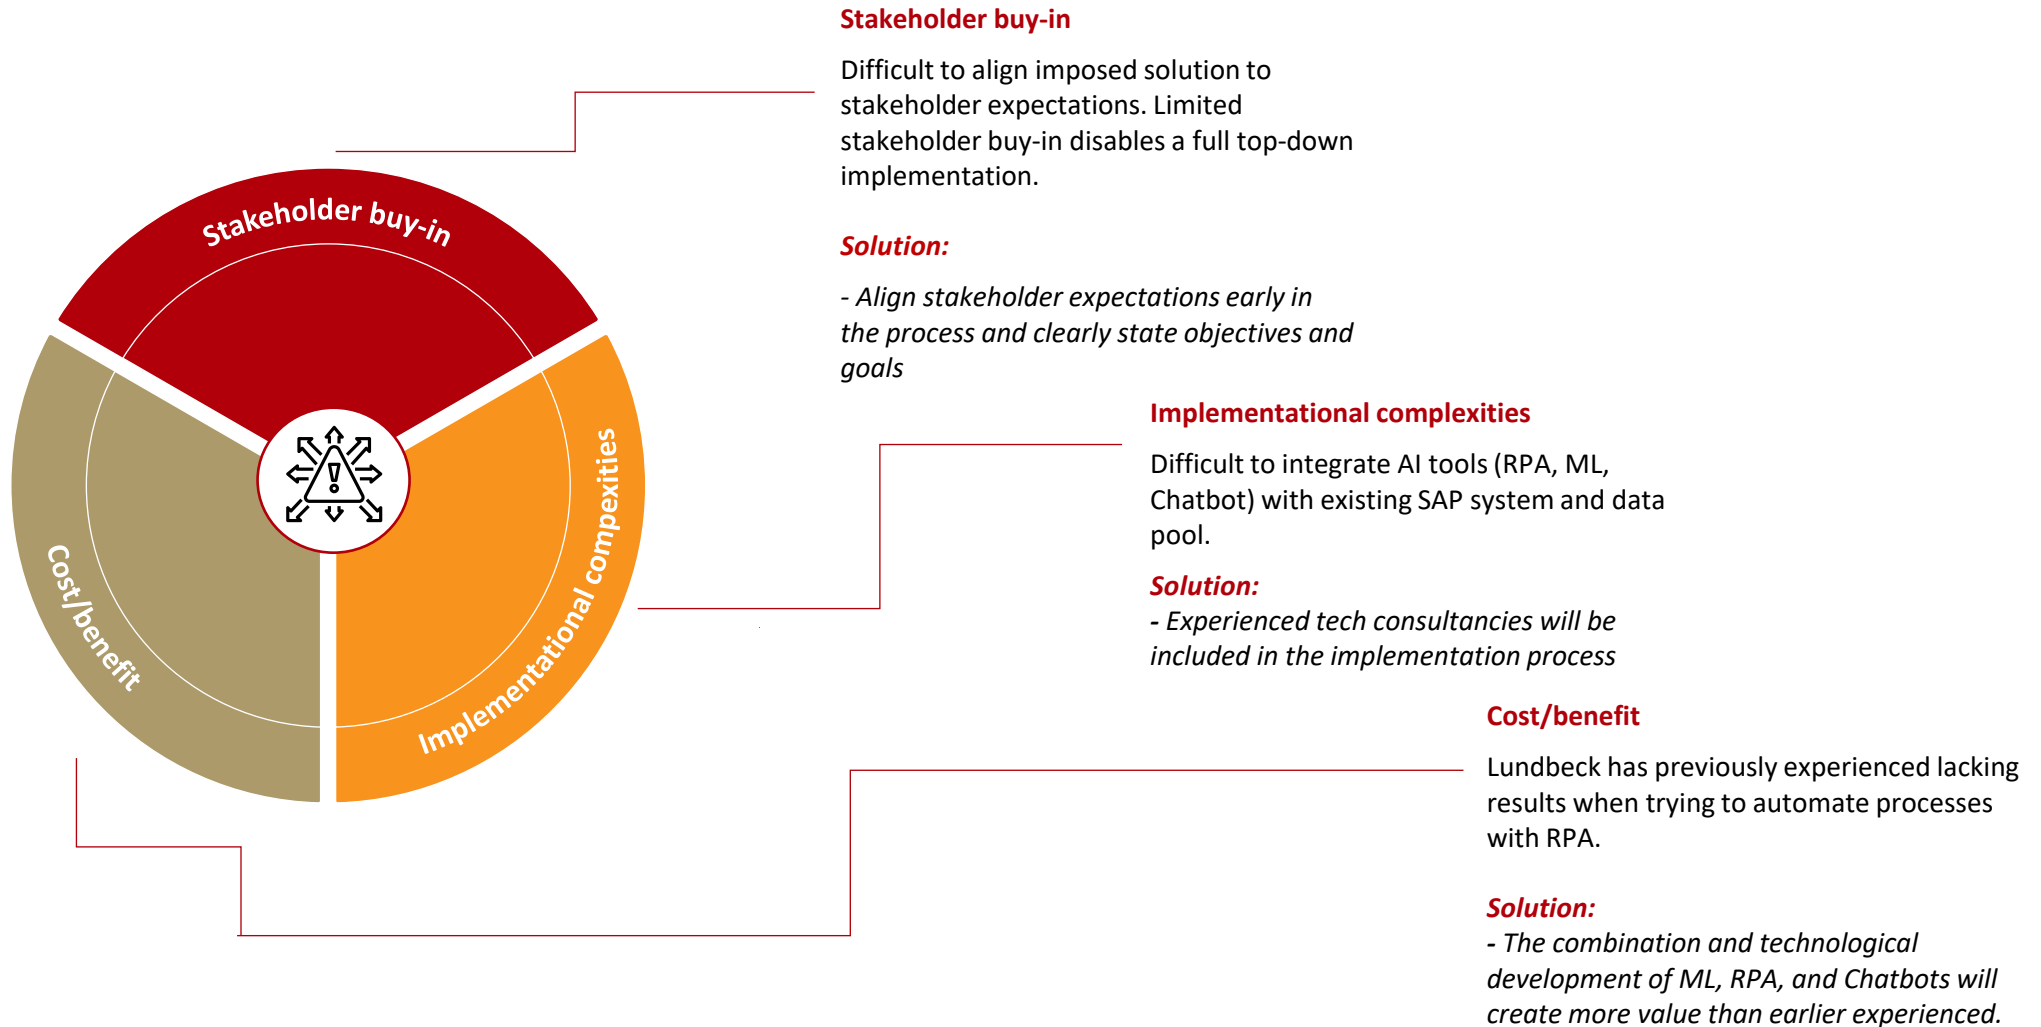 Stakeholder buy-in
Difficult to align imposed solution to
stakeholder expectations. Limited
stakeholder buy-in disables a full top-down
implementation.
Solution:
- Align stakeholder expectations early in
the process and clearly state objectives and
goals
Stakeholder buy-in
Implementational compexities
Cost/benefit
Implementational complexities
Difficult to integrate AI tools (RPA, ML,
Chatbot) with existing SAP system and data
pool.
Solution:
- Experienced tech consultancies will be
included in the implementation process
Cost/benefit
Lundbeck has previously experienced lacking
results when trying to automate processes
with RPA.
Solution:
- The combination and technological
development of ML, RPA, and Chatbots will
create more value than earlier experienced.